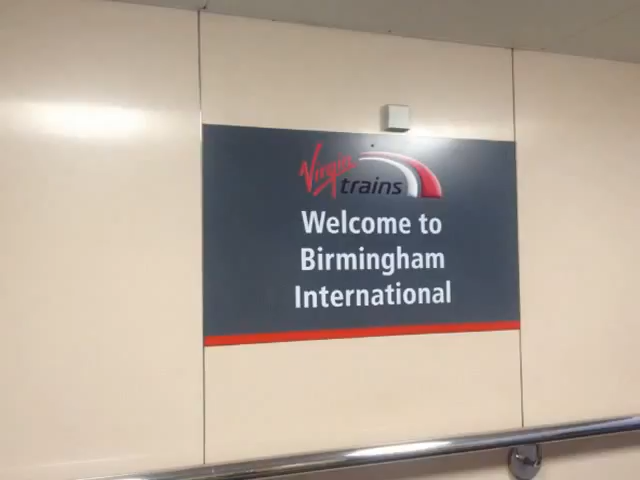 Virgin
trains
Welcome to
Birmingham
International